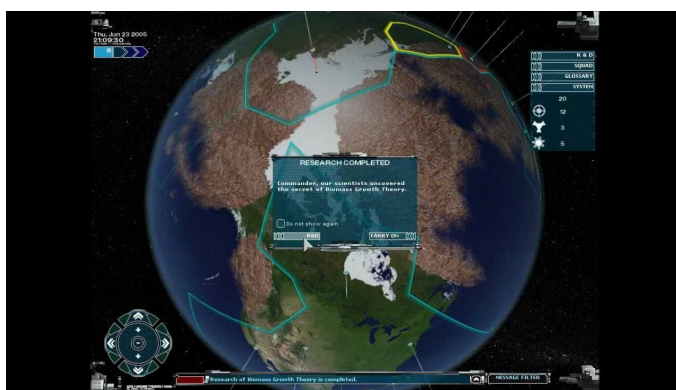 Thu, Jun 23 2005
21:09:30
R & D
SQUAD
GLOSSARY
SYSTEM
20
12
3
5
RESEARCH COMPLETED
Commander, our scientists uncovered
the secret of Biomass Growth Theory.
Do not show again
R&D
CARRY ON
Research of Biomass Growth Theory is completed.
MESSAGE FILTER